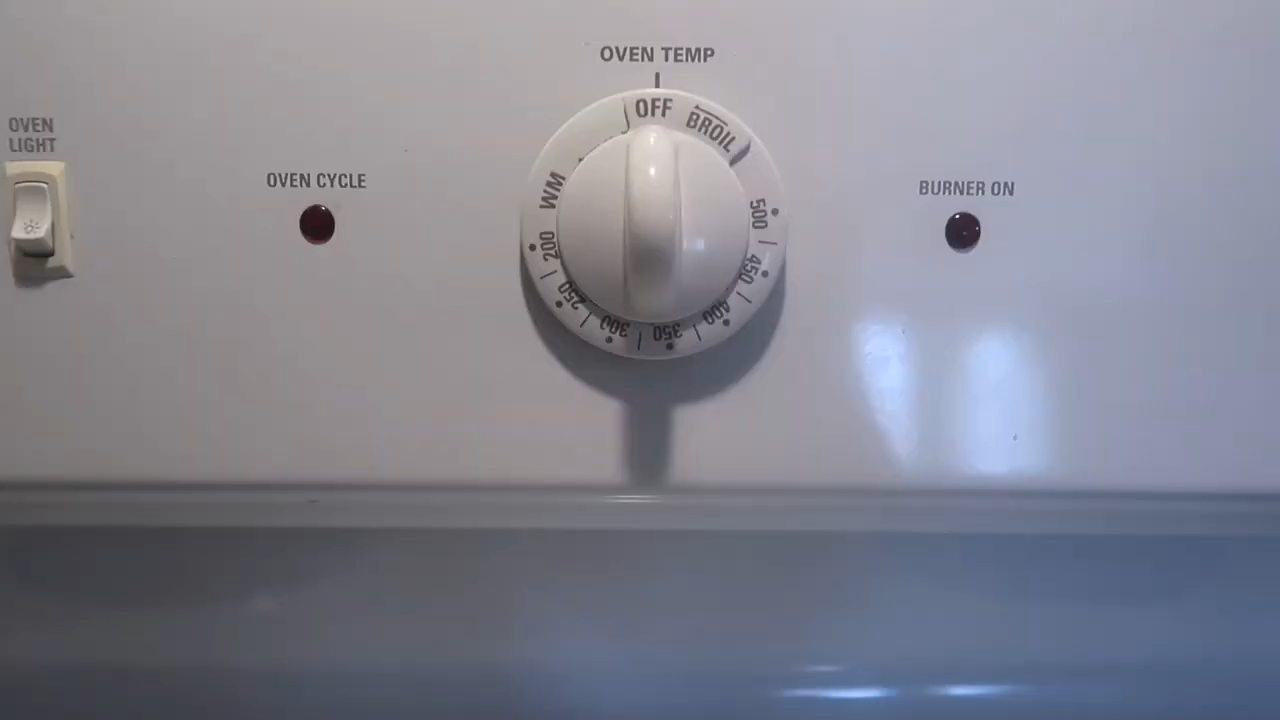 OVEN TEMP
OFF
BROIL
500
450
400
350
300
250
200
WM
OVEN
LIGHT
OVEN CYCLE
BURNER ON